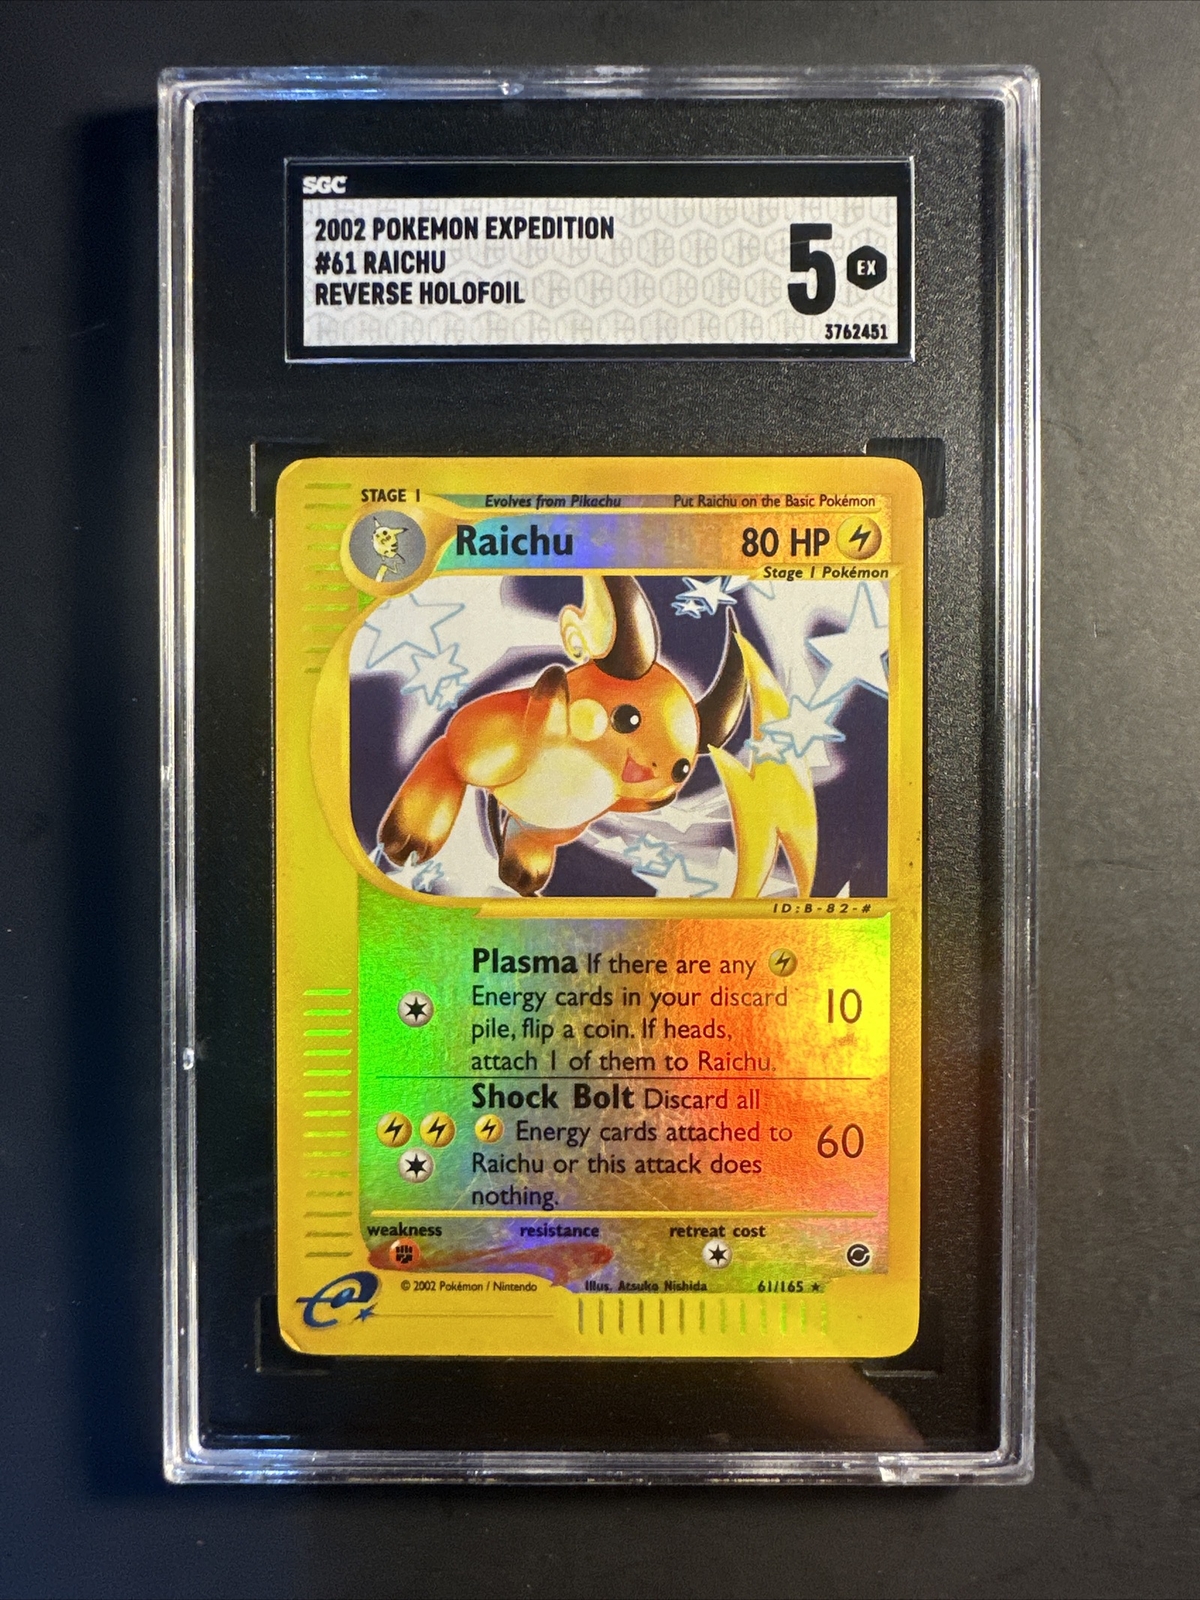 SGC
2002 POKEMON EXPEDITION
#61 RAICHU
REVERSE HOLOFOIL
5 EX
3762451
STAGE 1 Evolves from Pikachu Put Raichu on the Basic Pokémon
Raichu 80 HP
Stage 1 Pokémon
ID:B-82-#
Plasma If there are any
Energy cards in your discard
pile, flip a coin. If heads,
attach 1 of them to Raichu.
10
Shock Bolt Discard all
Energy cards attached to
Raichu or this attack does
nothing.
60
weakness resistance retreat cost
e
© 2002 Pokémon / Nintendo Illus. Atsuko Nishida 61/165 ★